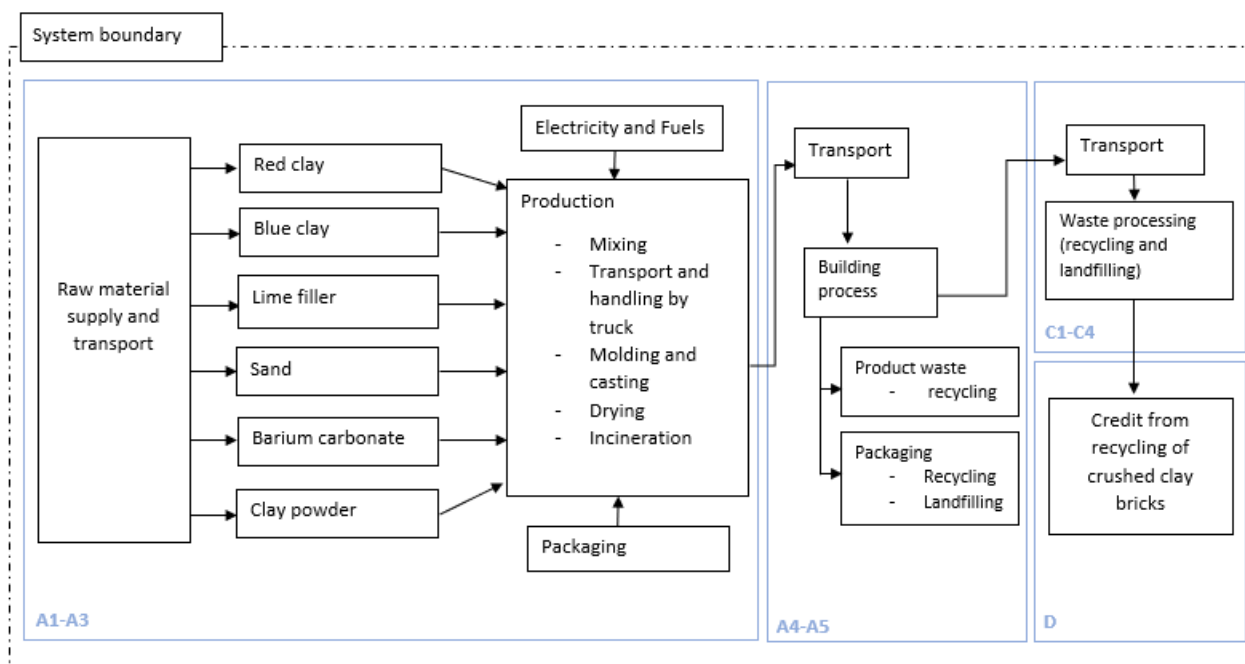 System boundary
Raw material
supply and
transport
Red clay
Blue clay
Lime filler
Sand
Barium carbonate
Clay powder
Electricity and Fuels
Production
- Mixing
- Transport and
handling by
truck
- Molding and
casting
- Drying
- Incineration
Packaging
A1-A3
Transport
Building
process
Product waste
- recycling
Packaging
- Recycling
- Landfilling
A4-A5
Transport
Waste processing
(recycling and
landfilling)
C1-C4
Credit from
recycling of
crushed clay
bricks
D